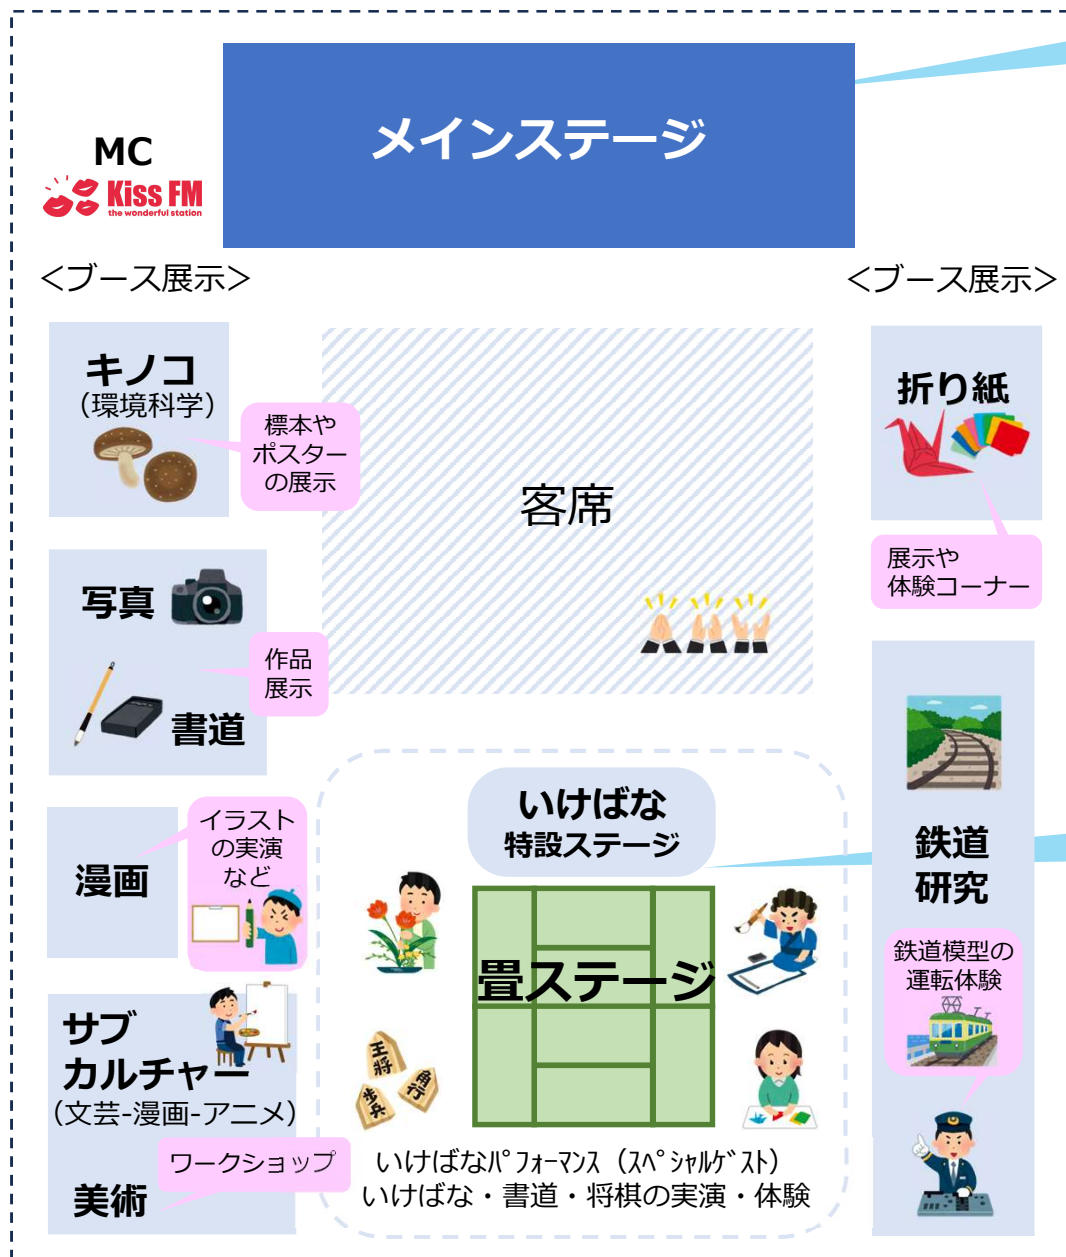 メインステージ
MC
Kiss FM
the wonderful station
＜ブース展示＞
＜ブース展示＞
キノコ
（環境科学）
標本や
ポスター
の展示
客席
折り紙
展示や
体験コーナー
写真
作品
展示
書道
漫画
イラスト
の実演
など
いけばな
特設ステージ
畳ステージ
王将
角行
歩兵
鉄道
研究
鉄道模型の
運転体験
サブ
カルチャー
（文芸-漫画-アニメ）
ワークショップ
美術
いけばなﾊﾟﾌｫｰﾏﾝｽ（ｽﾍﾟｼｬﾙｹﾞｽﾄ）
いけばな・書道・将棋の実演・体験